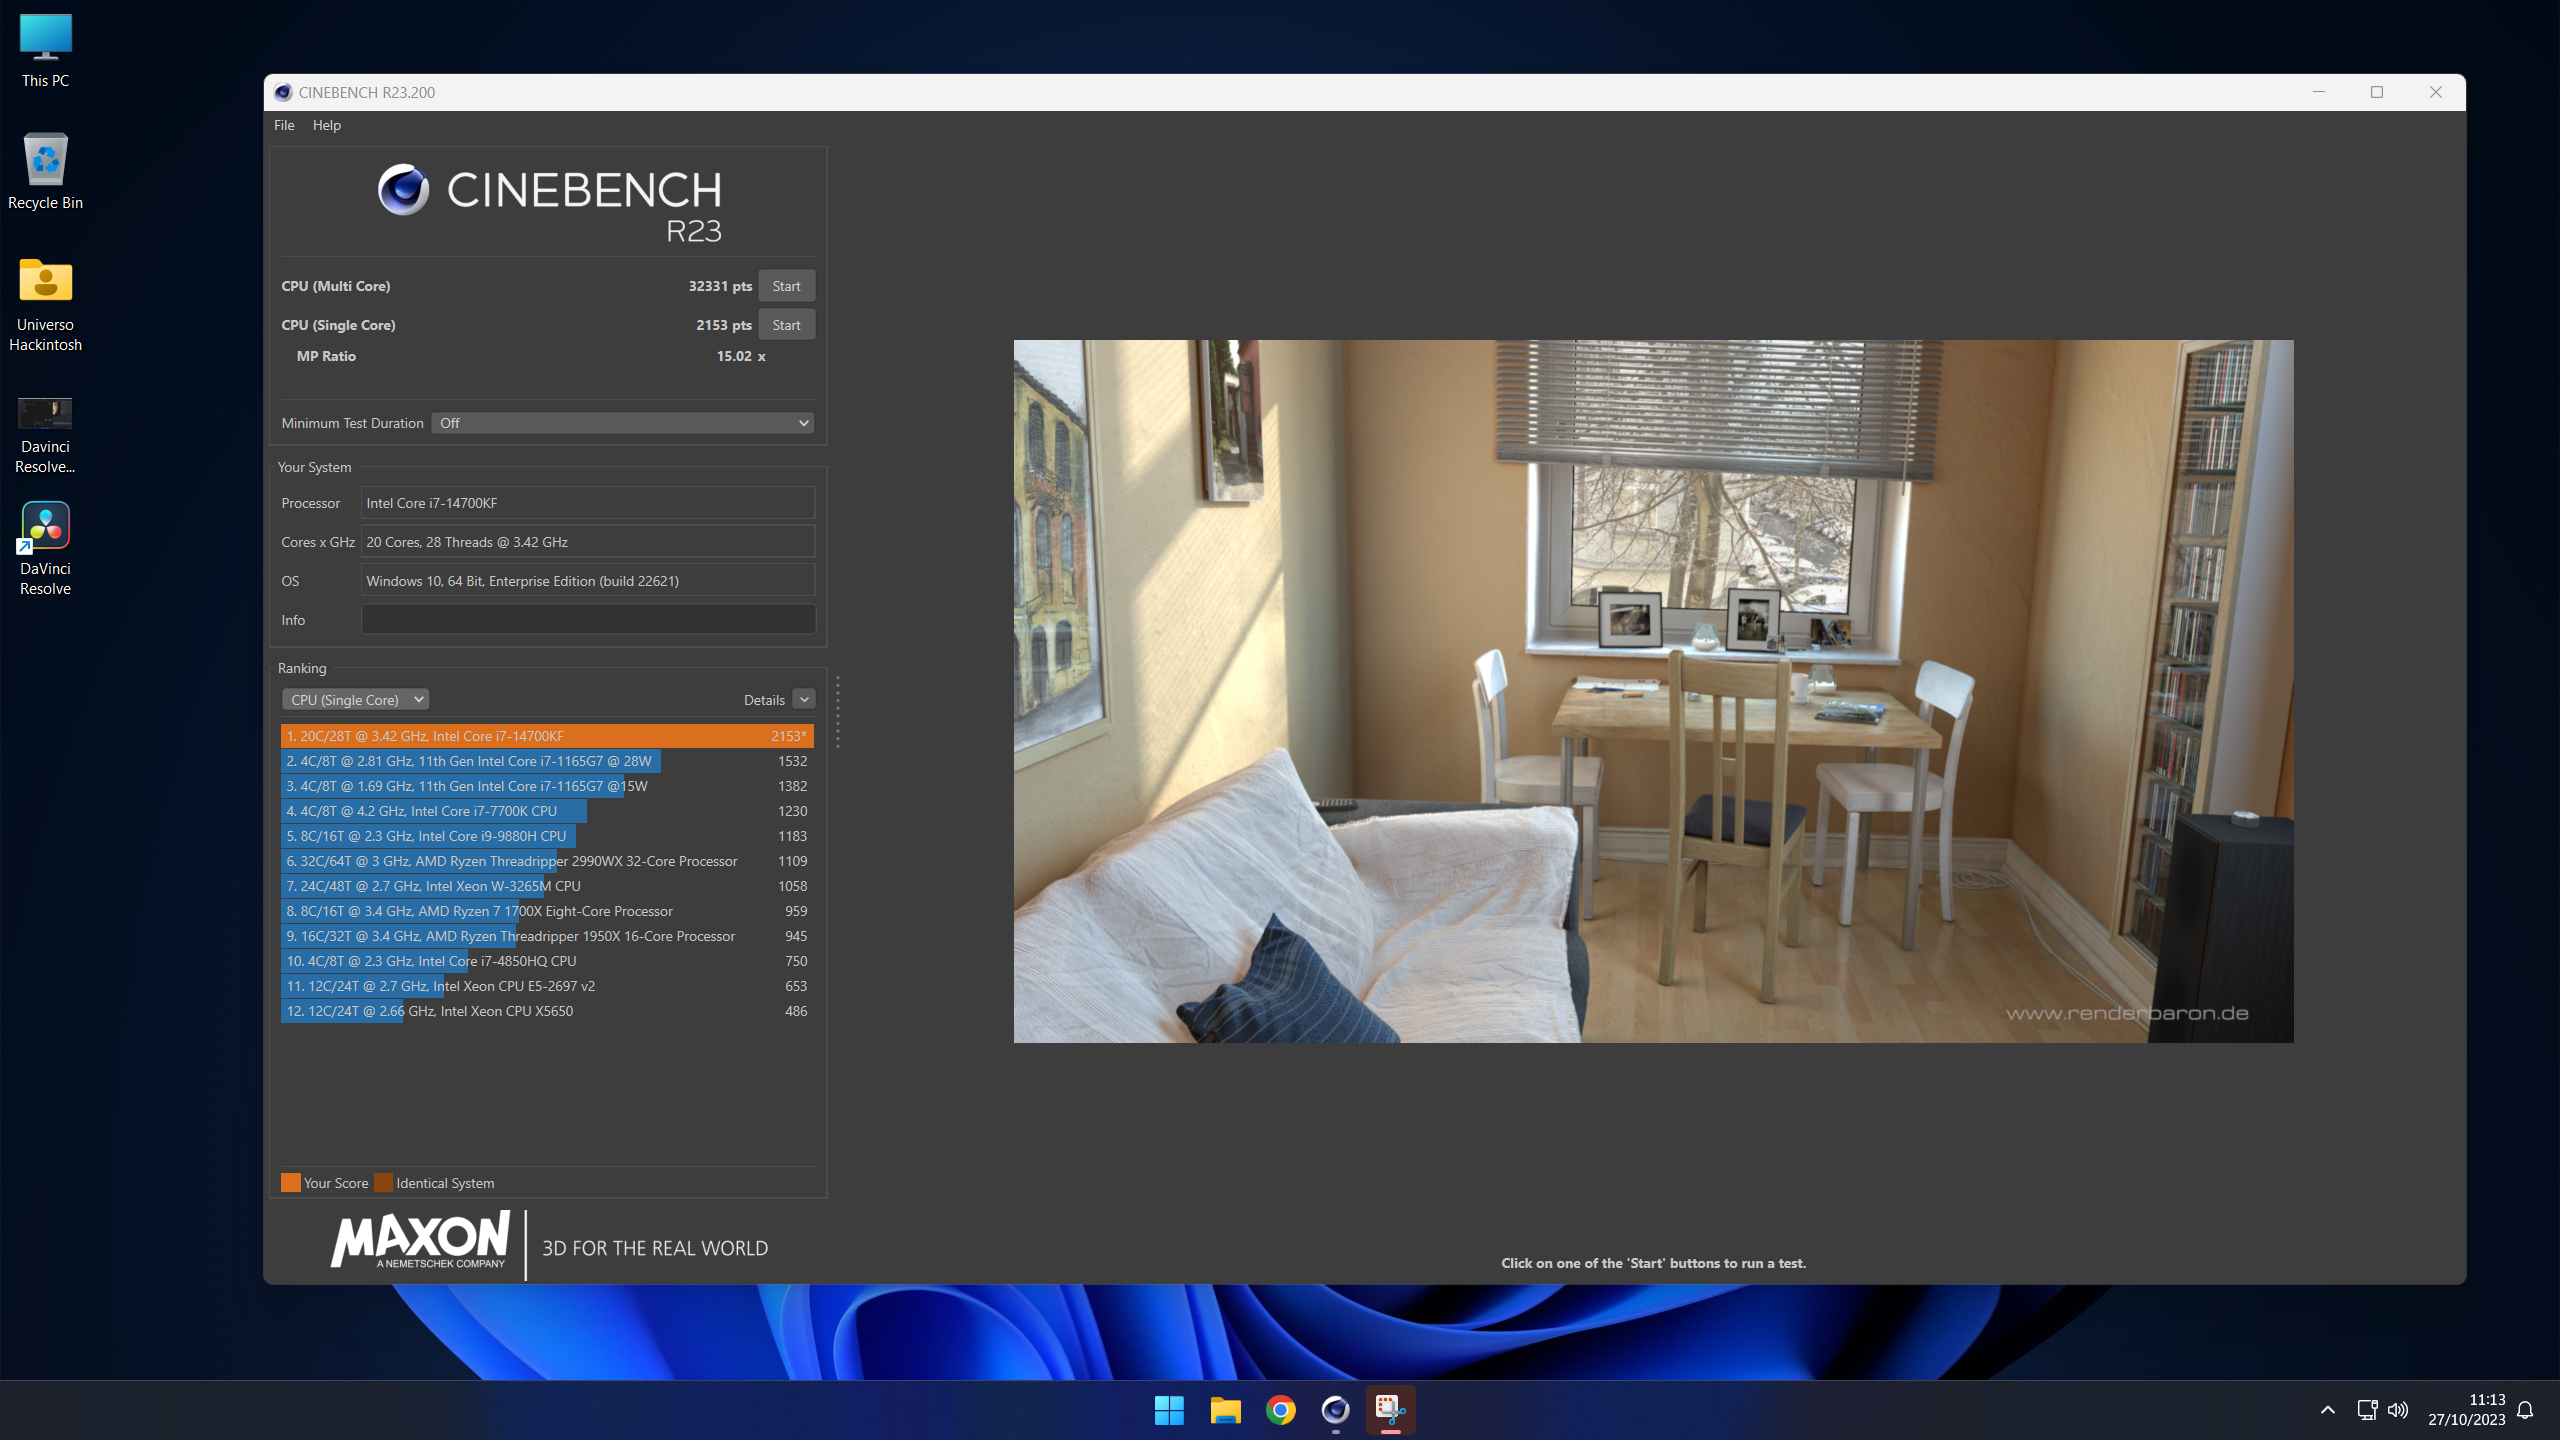 This PC
Recycle Bin
Universo
Hackintosh
Davinci
Resolve...
DaVinci
Resolve
CINEBENCH R23.200
File Help
CINEBENCH
R23
CPU (Multi Core) 32331 pts Start
CPU (Single Core) 2153 pts Start
MP Ratio 15.02 x
Minimum Test Duration Off
Your System
Processor Intel Core i7-14700KF
Cores x GHz 20 Cores, 28 Threads @ 3.42 GHz
OS Windows 10, 64 Bit, Enterprise Edition (build 22621)
Info
Ranking
CPU (Single Core) Details
1. 20C/28T @ 3.42 GHz, Intel Core i7-14700KF 2153*
2. 4C/8T @ 2.81 GHz, 11th Gen Intel Core i7-1165G7 @ 28W 1532
3. 4C/8T @ 1.69 GHz, 11th Gen Intel Core i7-1165G7 @15W 1382
4. 4C/8T @ 4.2 GHz, Intel Core i7-7700K CPU 1230
5. 8C/16T @ 2.3 GHz, Intel Core i9-9880H CPU 1183
6. 32C/64T @ 3 GHz, AMD Ryzen Threadripper 2990WX 32-Core Processor 1109
7. 24C/48T @ 2.7 GHz, Intel Xeon W-3265M CPU 1058
8. 8C/16T @ 3.4 GHz, AMD Ryzen 7 1700X Eight-Core Processor 959
9. 16C/32T @ 3.4 GHz, AMD Ryzen Threadripper 1950X 16-Core Processor 945
10. 4C/8T @ 2.3 GHz, Intel Core i7-4850HQ CPU 750
11. 12C/24T @ 2.7 GHz, Intel Xeon CPU E5-2697 v2 653
12. 12C/24T @ 2.66 GHz, Intel Xeon CPU X5650 486
Your Score Identical System
MAXON
A NEMETSCHEK COMPANY
3D FOR THE REAL WORLD
www.renderbaron.de
Click on one of the 'Start' buttons to run a test.
11:13
27/10/2023